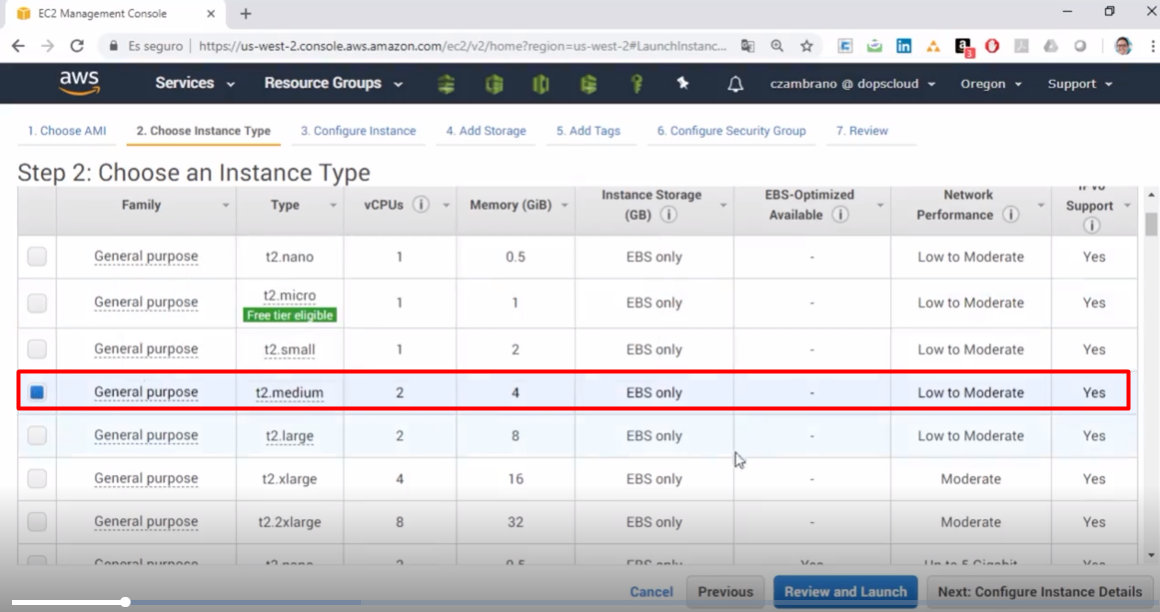 EC2 Management Console
Es seguro | https://us-west-2.console.aws.amazon.com/ec2/v2/home?region=us-west-2#LaunchInstanc...
aws Services Resource Groups czambrano @ dopscloud Oregon Support
1. Choose AMI 2. Choose Instance Type 3. Configure Instance 4. Add Storage 5. Add Tags 6. Configure Security Group 7. Review
Step 2: Choose an Instance Type
Family Type vCPUs Memory (GiB) Instance Storage (GB) EBS-Optimized Available Network Performance IPv6 Support
General purpose t2.nano 1 0.5 EBS only - Low to Moderate Yes
General purpose t2.micro 1 1 EBS only - Low to Moderate Yes
Free tier eligible
General purpose t2.small 1 2 EBS only - Low to Moderate Yes
General purpose t2.medium 2 4 EBS only - Low to Moderate Yes
General purpose t2.large 2 8 EBS only - Low to Moderate Yes
General purpose t2.xlarge 4 16 EBS only - Moderate Yes
General purpose t2.2xlarge 8 32 EBS only - Moderate Yes
Cancel Previous Review and Launch Next: Configure Instance Details